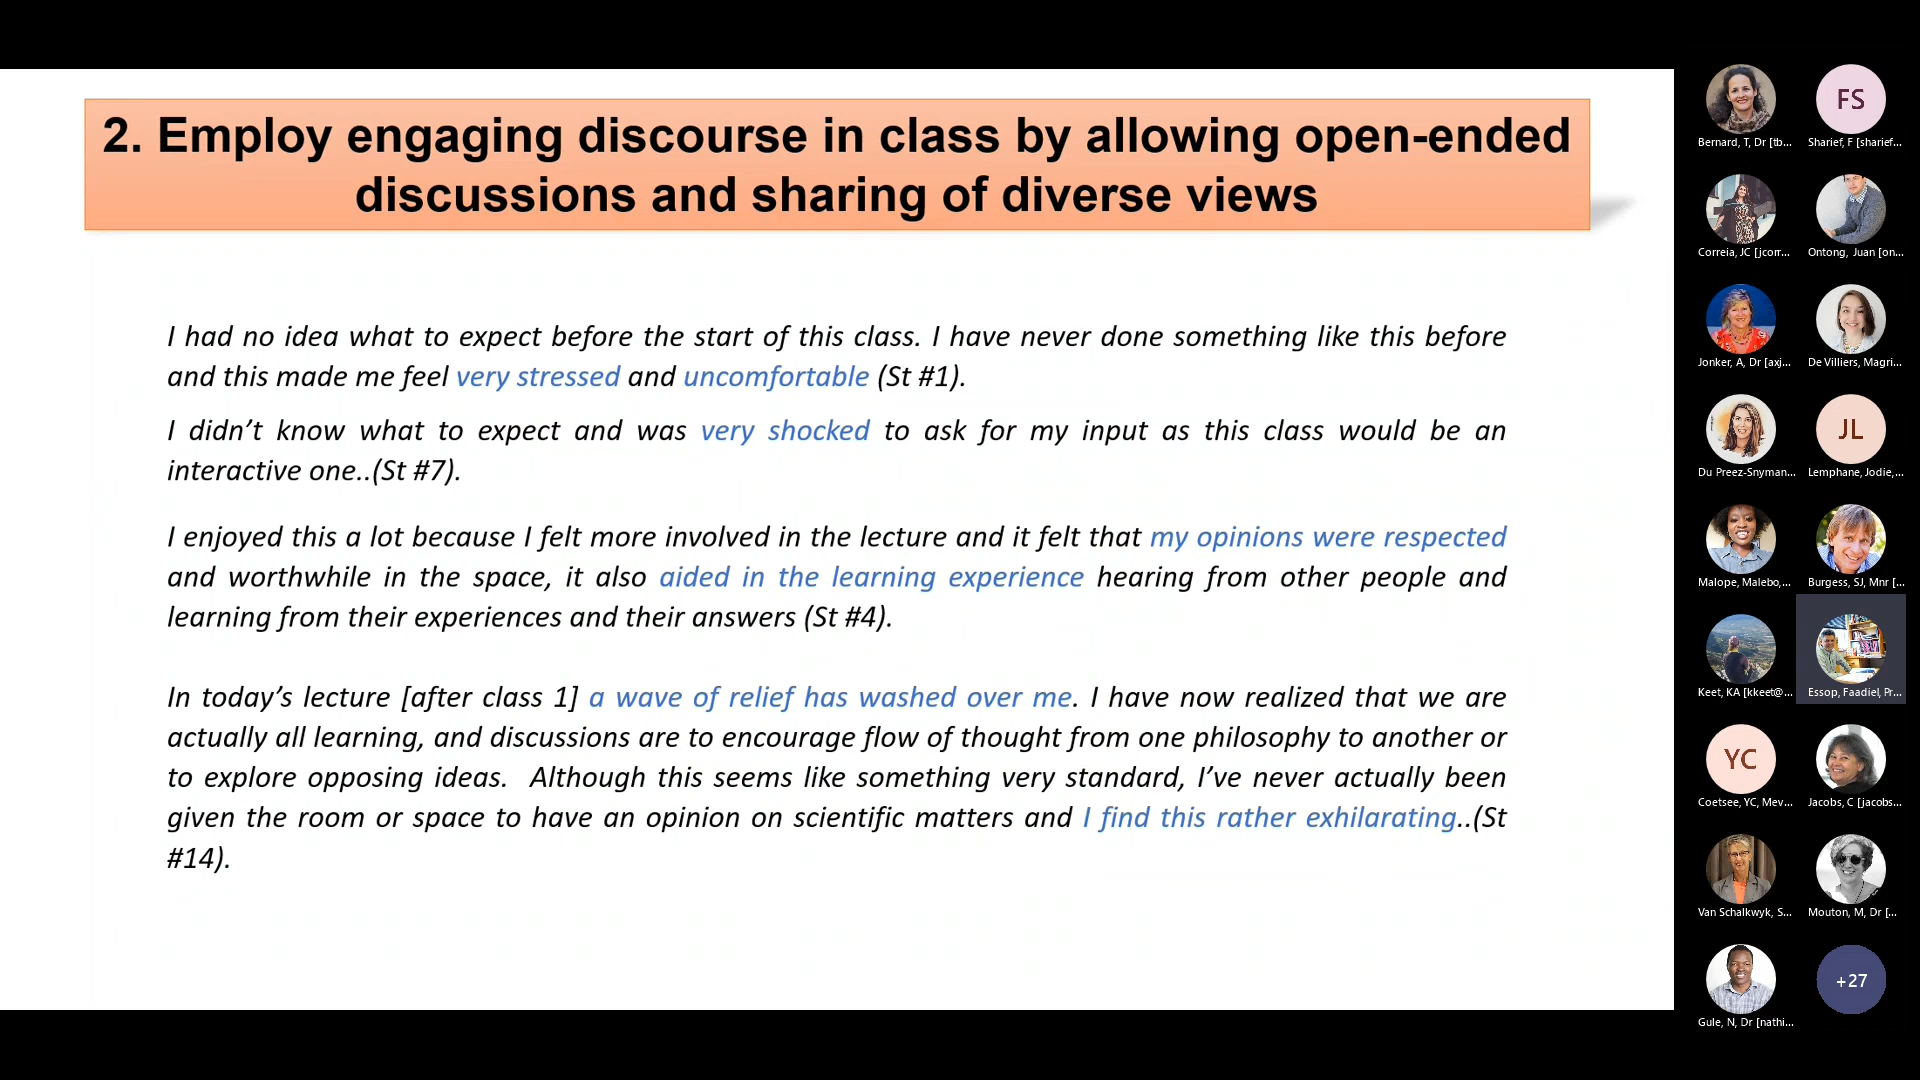 2. Employ engaging discourse in class by allowing open-ended
discussions and sharing of diverse views
I had no idea what to expect before the start of this class. I have never done something like this before
and this made me feel very stressed and uncomfortable (St #1).
I didn’t know what to expect and was very shocked to ask for my input as this class would be an
interactive one..(St #7).
I enjoyed this a lot because I felt more involved in the lecture and it felt that my opinions were respected
and worthwhile in the space, it also aided in the learning experience hearing from other people and
learning from their experiences and their answers (St #4).
In today’s lecture [after class 1] a wave of relief has washed over me. I have now realized that we are
actually all learning, and discussions are to encourage flow of thought from one philosophy to another or
to explore opposing ideas.  Although this seems like something very standard, I’ve never actually been
given the room or space to have an opinion on scientific matters and I find this rather exhilarating..(St
#14).
Bernard, T, Dr [tb...
FS
Sharief, F [sharief...
Correia, JC [jcorr...
Ontong, Juan [on...
Jonker, A, Dr [axj...
De Villiers, Magri...
Du Preez-Snyman...
JL
Lemphane, Jodie,...
Malope, Malebo,...
Burgess, SJ, Mnr [...
Keet, KA [kkeet@...
Essop, Faadiel, Pr...
YC
Coetsee, YC, Mev...
Jacobs, C [jacobs...
Van Schalkwyk, S...
Mouton, M, Dr [...
Gule, N, Dr [nathi...
+27